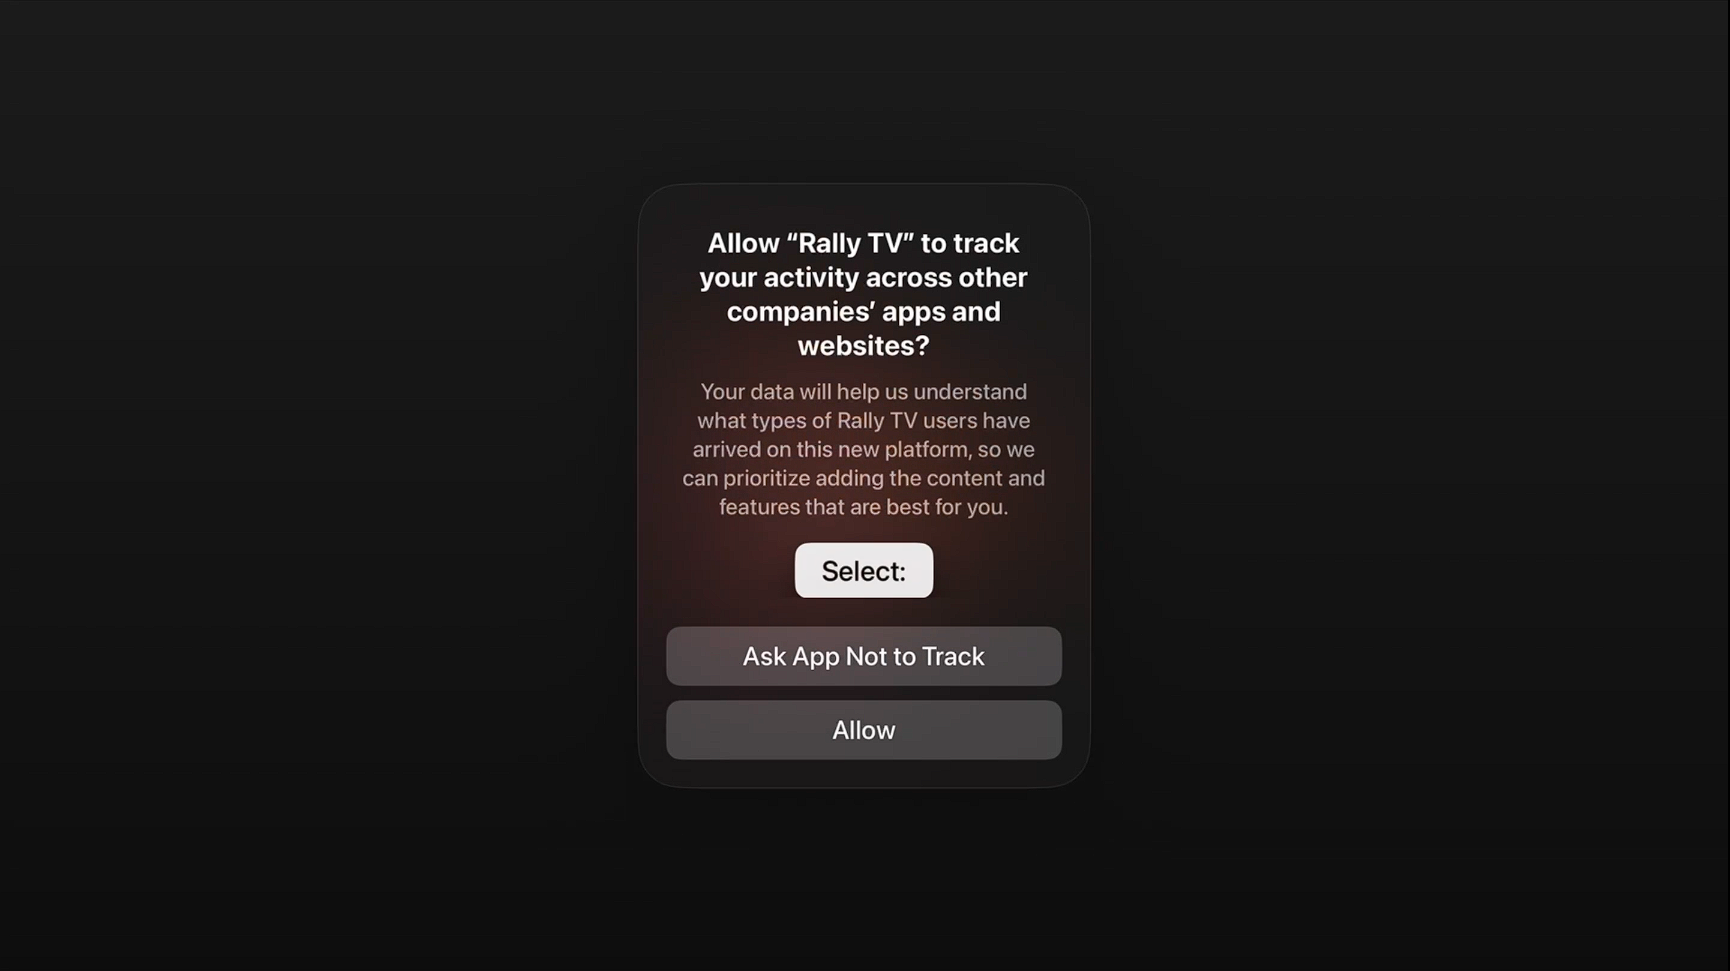 Allow “Rally TV” to track
your activity across other
companies’ apps and
websites?
Your data will help us understand
what types of Rally TV users have
arrived on this new platform, so we
can prioritize adding the content and
features that are best for you.
Select:
Ask App Not to Track
Allow